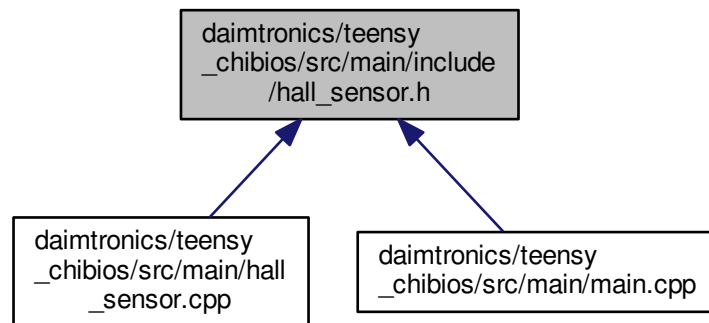 daimtronics/teensy
_chibios/src/main/include
/hall_sensor.h
daimtronics/teensy
_chibios/src/main/hall
_sensor.cpp
daimtronics/teensy
_chibios/src/main/main.cpp